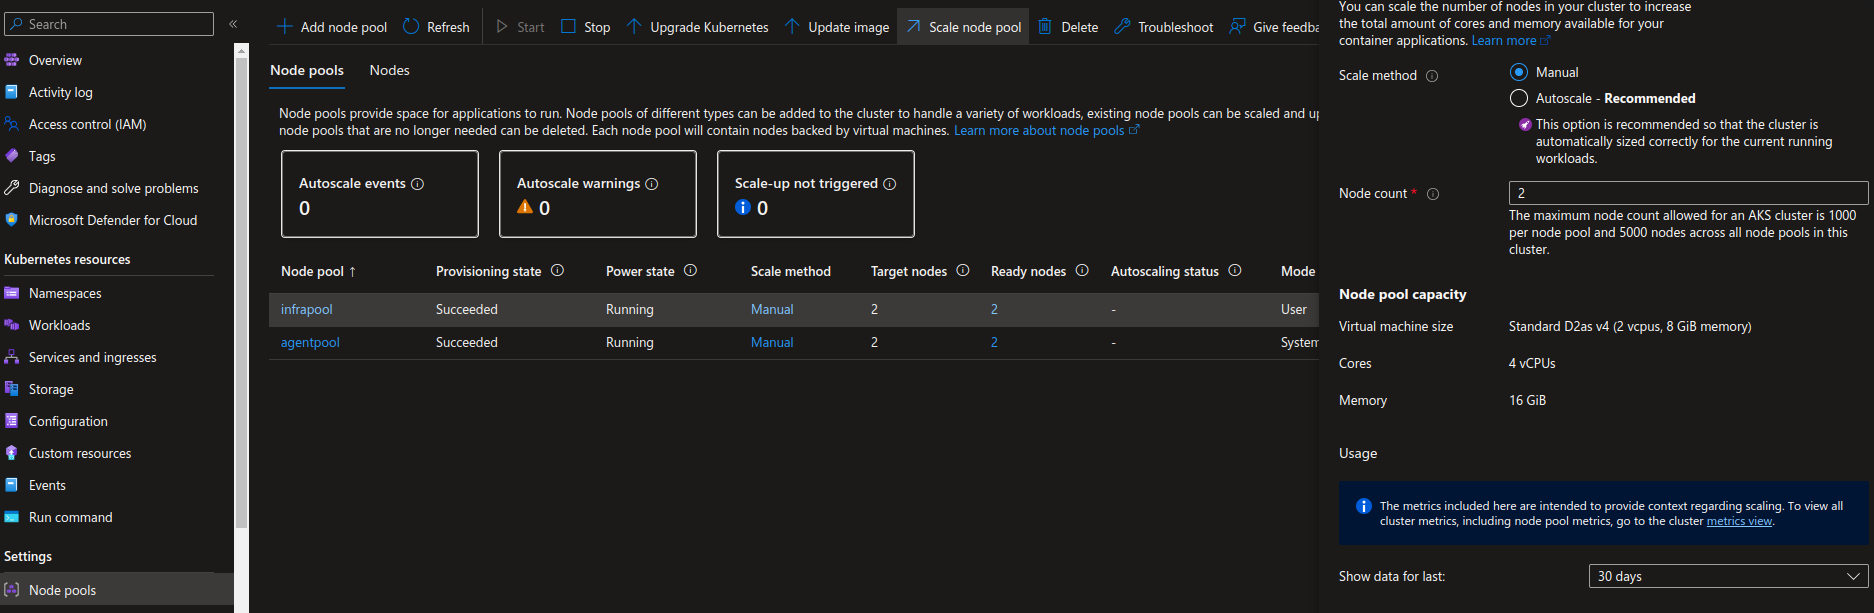 Search
«
Overview
Activity log
Access control (IAM)
Tags
Diagnose and solve problems
Microsoft Defender for Cloud
Kubernetes resources
Namespaces
Workloads
Services and ingresses
Storage
Configuration
Custom resources
Events
Run command
Settings
Node pools
Add node pool
Refresh
Start
Stop
Upgrade Kubernetes
Update image
Scale node pool
Delete
Troubleshoot
Give feedba
Node pools
Nodes
Node pools provide space for applications to run. Node pools of different types can be added to the cluster to handle a variety of workloads, existing node pools can be scaled and up
node pools that are no longer needed can be deleted. Each node pool will contain nodes backed by virtual machines. Learn more about node pools
Autoscale events
0
Autoscale warnings
0
Scale-up not triggered
0
Node pool ↑ Provisioning state Power state Scale method Target nodes Ready nodes Autoscaling status Mode
infrapool Succeeded Running Manual 2 2 - User
agentpool Succeeded Running Manual 2 2 - System
You can scale the number of nodes in your cluster to increase
the total amount of cores and memory available for your
container applications. Learn more
Scale method
Manual
Autoscale - Recommended
This option is recommended so that the cluster is
automatically sized correctly for the current running
workloads.
Node count *
2
The maximum node count allowed for an AKS cluster is 1000
per node pool and 5000 nodes across all node pools in this
cluster.
Node pool capacity
Virtual machine size Standard D2as v4 (2 vcpus, 8 GiB memory)
Cores 4 vCPUs
Memory 16 GiB
Usage
The metrics included here are intended to provide context regarding scaling. To view all
cluster metrics, including node pool metrics, go to the cluster metrics view.
Show data for last: 30 days